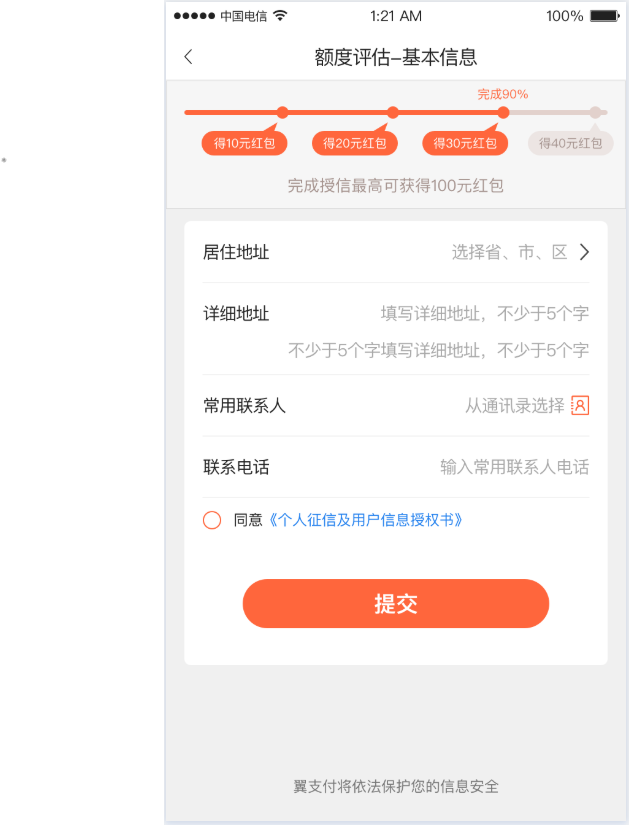 中国电信 1:21 AM 100%
额度评估-基本信息
完成90%
得10元红包 得20元红包 得30元红包 得40元红包
完成授信最高可获得100元红包
居住地址 选择省、市、区
详细地址 填写详细地址，不少于5个字
不少于5个字填写详细地址，不少于5个字
常用联系人 从通讯录选择
联系电话 输入常用联系人电话
同意《个人征信及用户信息授权书》
提交
翼支付将依法保护您的信息安全